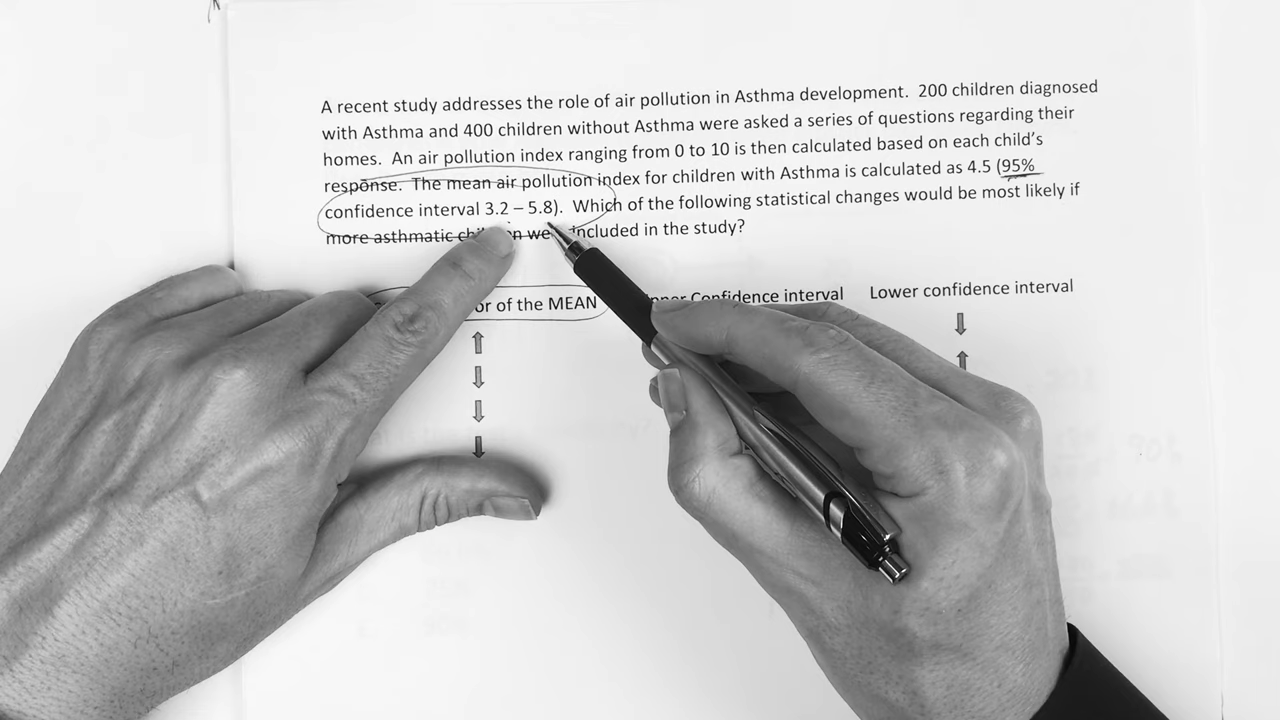 A recent study addresses the role of air pollution in Asthma development. 200 children diagnosed
with Asthma and 400 children without Asthma were asked a series of questions regarding their
homes. An air pollution index ranging from 0 to 10 is then calculated based on each child's
response. The mean air pollution index for children with Asthma is calculated as 4.5 (95%
confidence interval 3.2 – 5.8). Which of the following statistical changes would be most likely if
more asthmatic included in the study?
of the MEAN Confidence interval Lower confidence interval